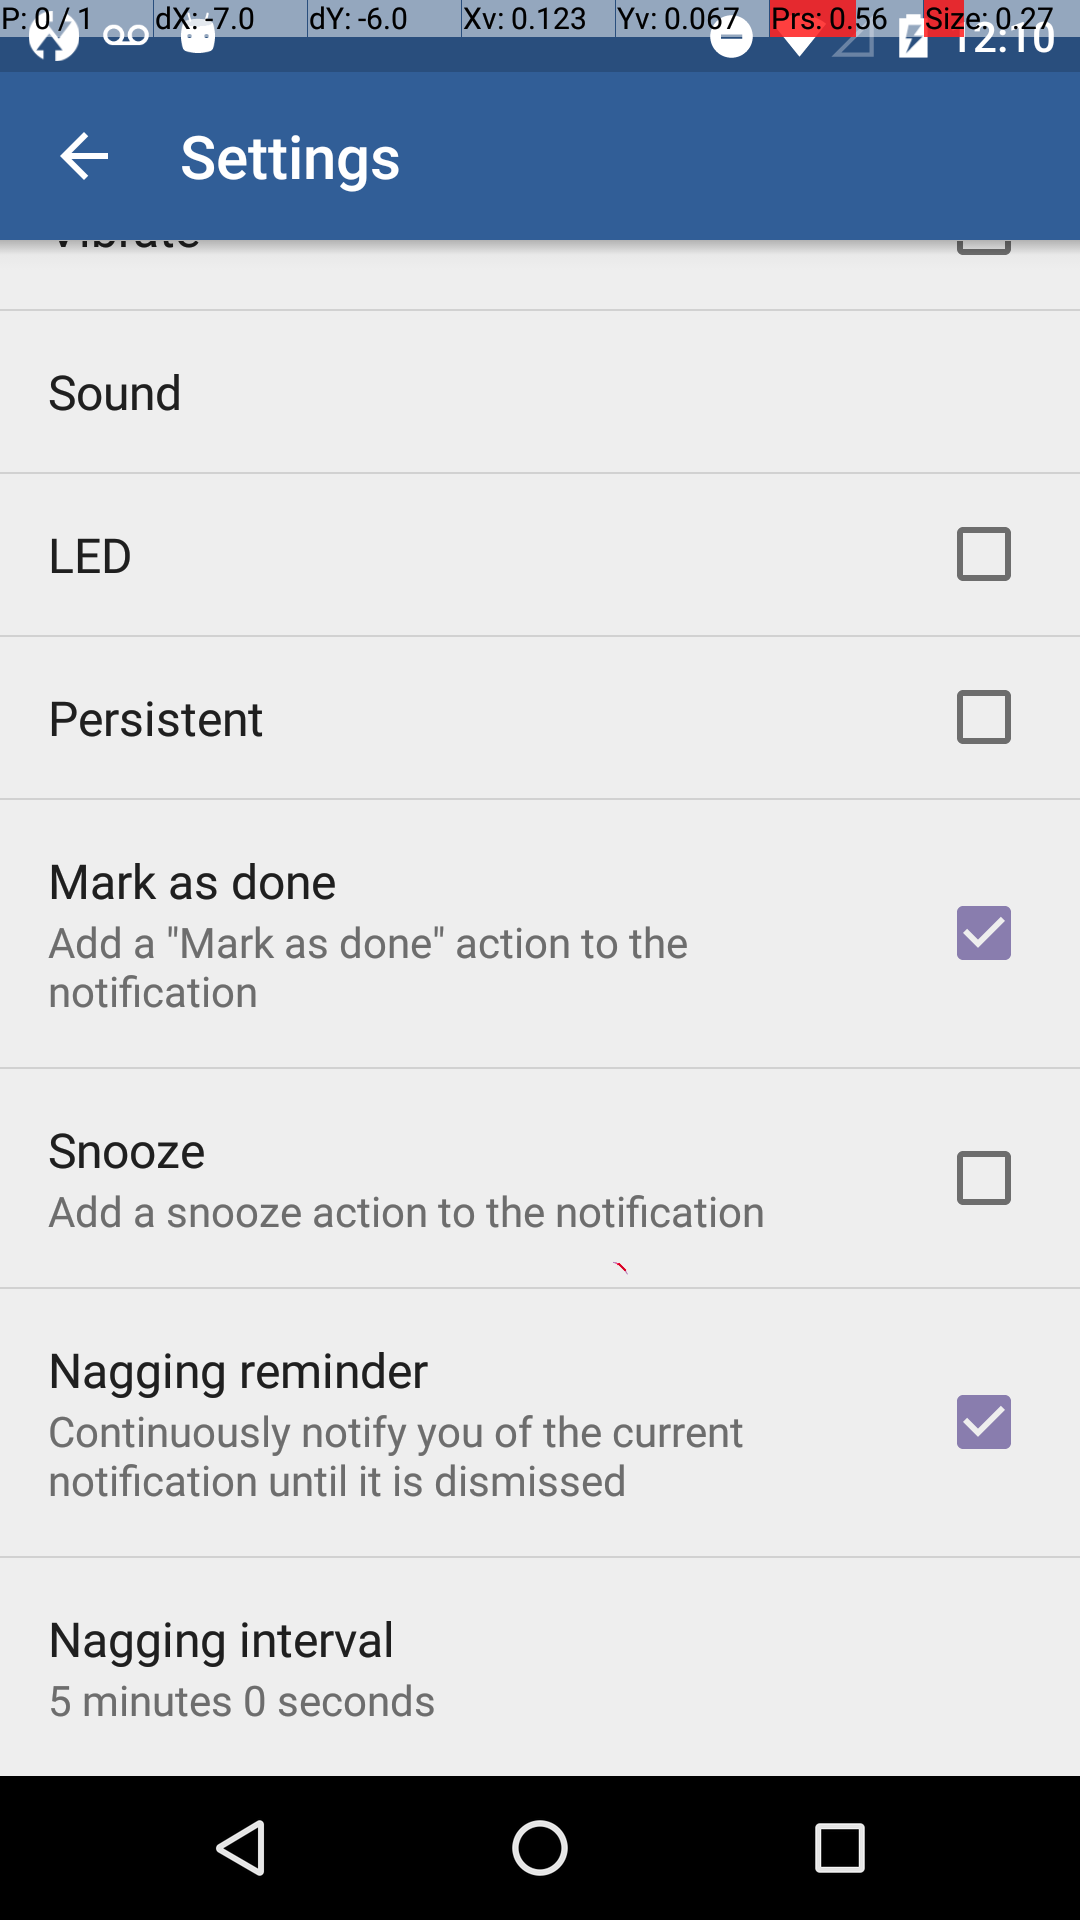 P: 0 / 1 dX: -7.0 dY: -6.0 Xv: 0.123 Yv: 0.067 Prs: 0.56 Size: 0.27
12:10
Settings
Vibrate
Sound
LED
Persistent
Mark as done
Add a "Mark as done" action to the
notification
Snooze
Add a snooze action to the notification
Nagging reminder
Continuously notify you of the current
notification until it is dismissed
Nagging interval
5 minutes 0 seconds